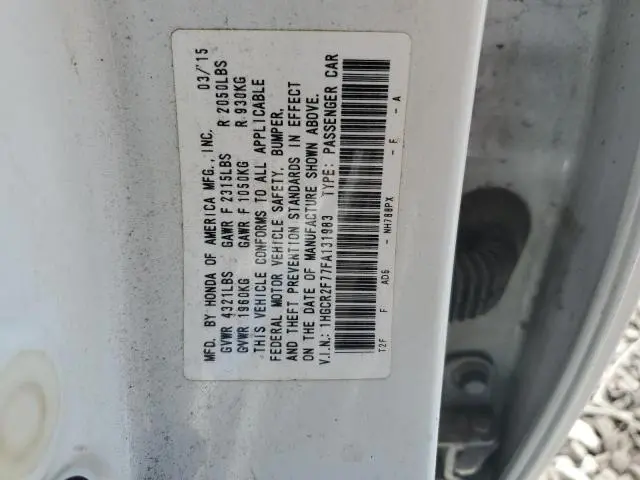 MFD. BY HONDA OF AMERICA MFG., INC. 03/'15
GVWR 4321LBS GAWR F 2315LBS R 2050LBS
GVWR 1960KG GAWR F 1050KG R 930KG
THIS VEHICLE CONFORMS TO ALL APPLICABLE
FEDERAL MOTOR VEHICLE SAFETY, BUMPER,
AND THEFT PREVENTION STANDARDS IN EFFECT
ON THE DATE OF MANUFACTURE SHOWN ABOVE.
V.I.N.: 1HGCR2F77FA131983 TYPE: PASSENGER CAR
T2F F AD6 - NH788PX - E - A